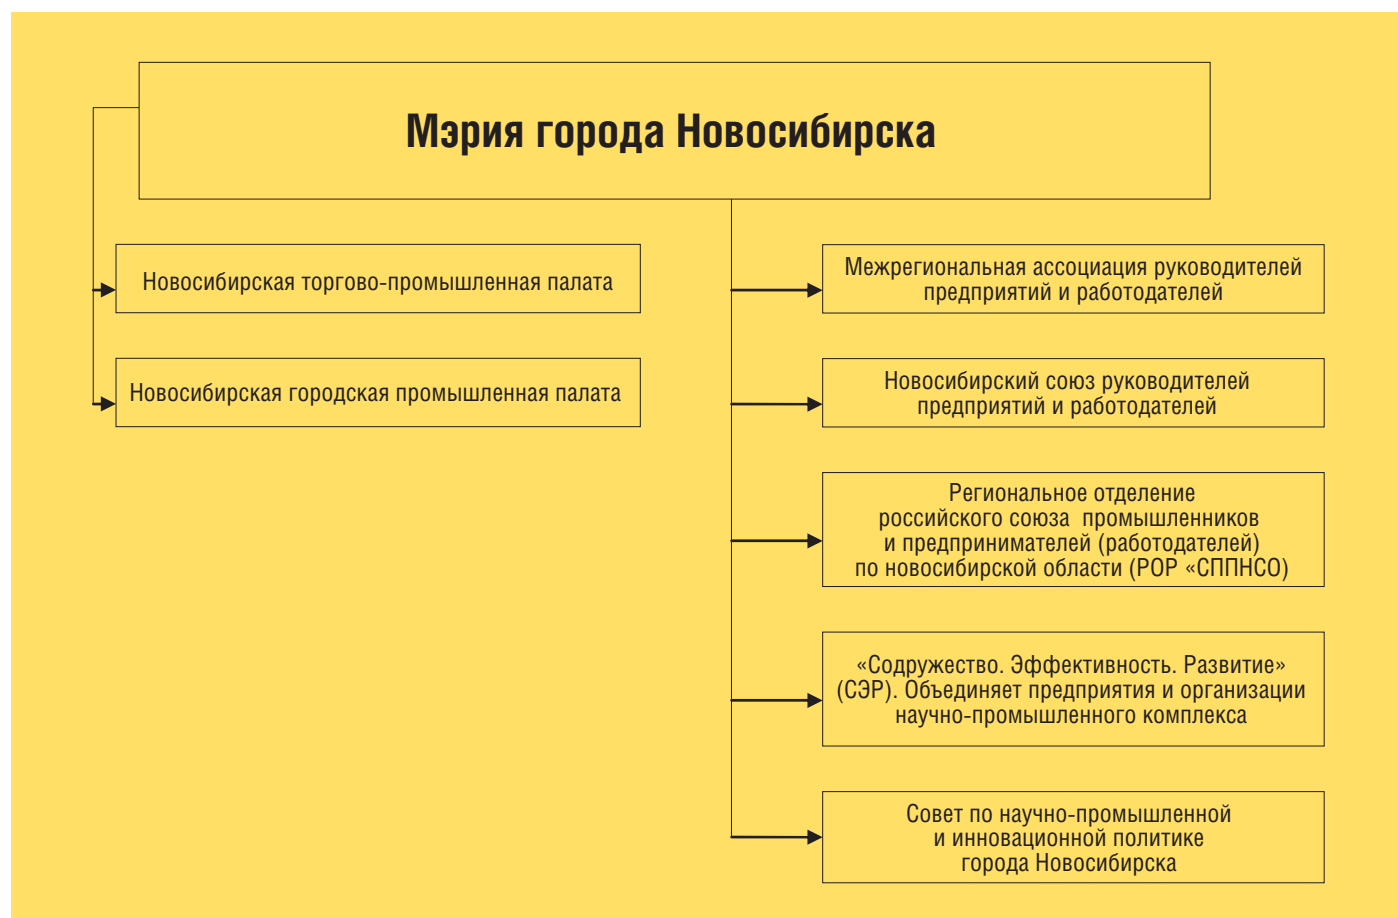 Мэрия города Новосибирска
Новосибирская торгово-промышленная палата
Новосибирская городская промышленная палата
Межрегиональная ассоциация руководителей
предприятий и работодателей
Новосибирский союз руководителей
предприятий и работодателей
Региональное отделение
российского союза промышленников
и предпринимателей (работодателей)
по новосибирской области (РОР «СППНСО)
«Содружество. Эффективность. Развитие»
(СЭР). Объединяет предприятия и организации
научно-промышленного комплекса
Совет по научно-промышленной
и инновационной политике
города Новосибирска